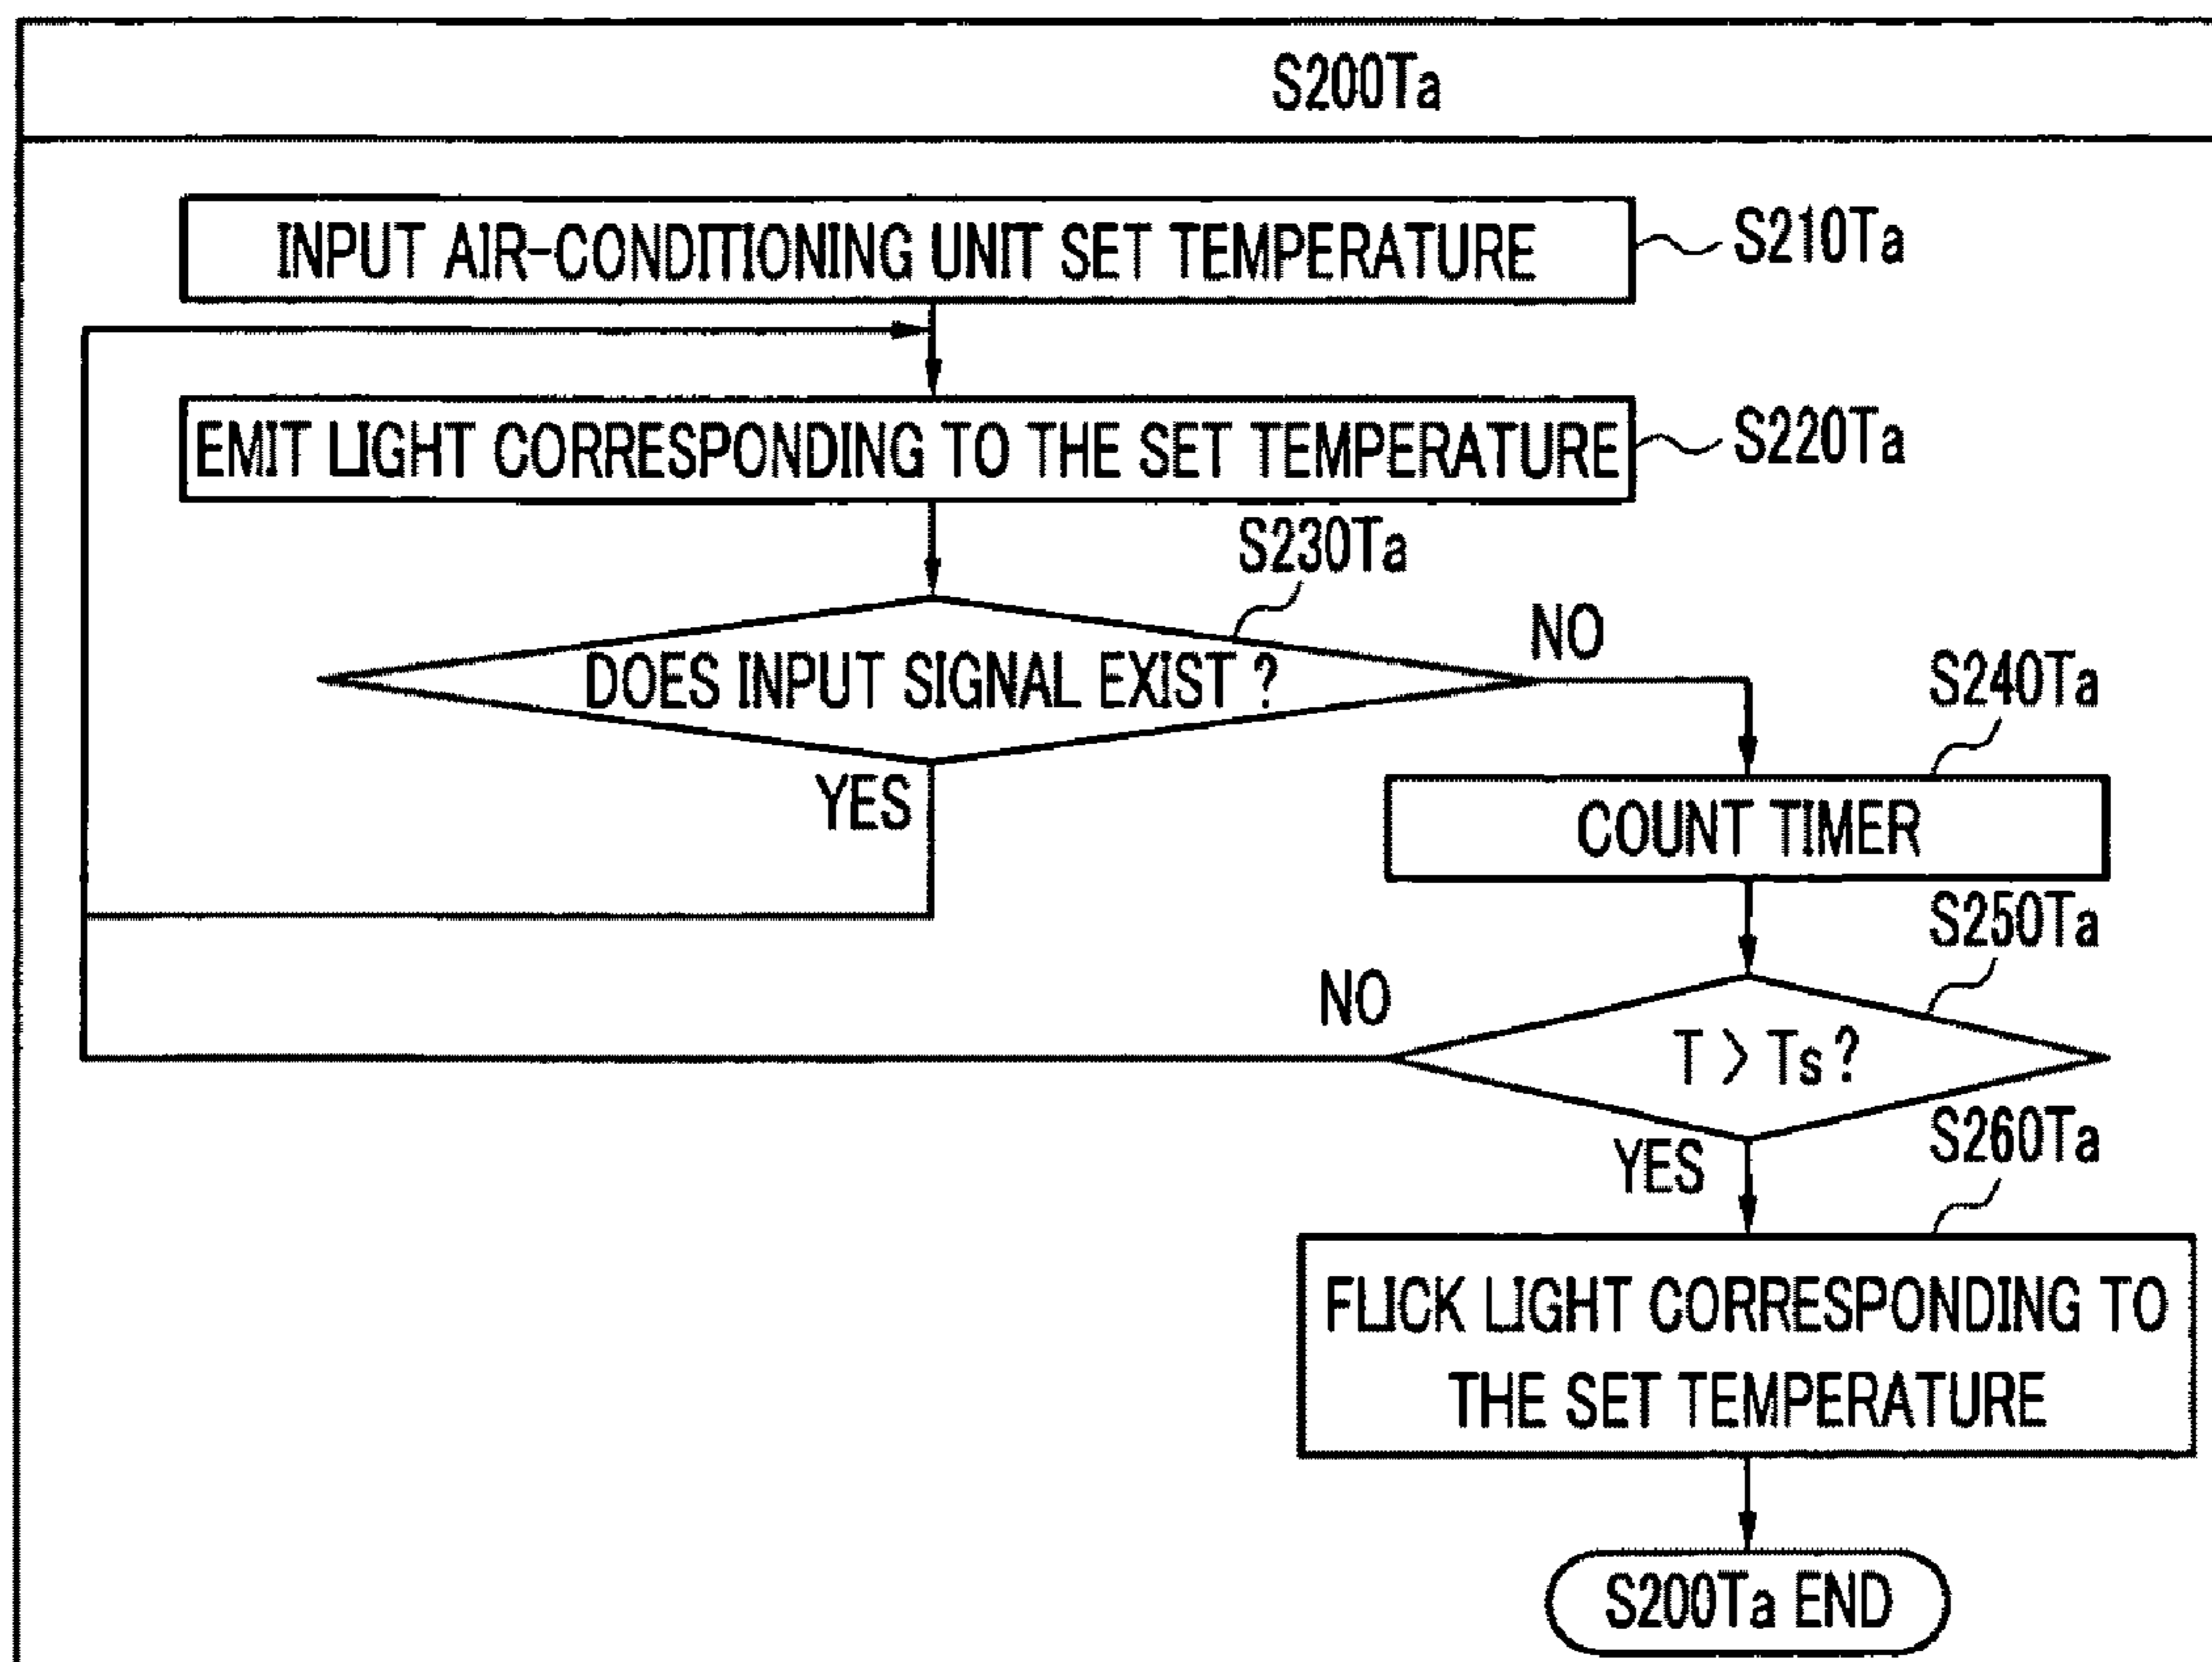 S200Ta
INPUT AIR-CONDITIONING UNIT SET TEMPERATURE
S210Ta
EMIT LIGHT CORRESPONDING TO THE SET TEMPERATURE
S220Ta
S230Ta
DOES INPUT SIGNAL EXIST ?
NO
YES
S240Ta
COUNT TIMER
S250Ta
NO
T > Ts ?
YES
S260Ta
FLICK LIGHT CORRESPONDING TO
THE SET TEMPERATURE
S200Ta END